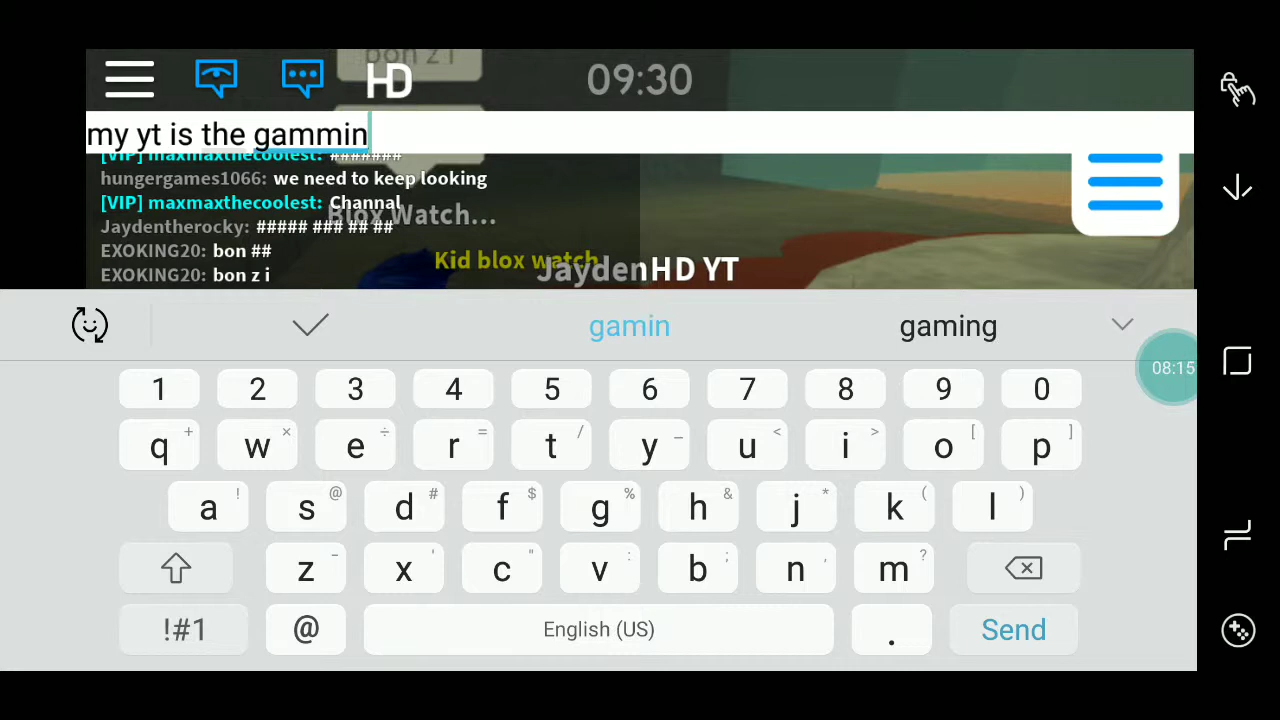 bon z i
HD
09:30
my yt is the gammin
[VIP] maxmaxthecoolest: #######
hungergames1066: we need to keep looking
[VIP] maxmaxthecoolest: Channal
Blox Watch...
Jaydentherocky: ##### ### ## ##
EXOKING20: bon ##
Kid blox watch
JaydenHD YT
EXOKING20: bon z i
gamin
gaming
08:15
1 2 3 4 5 6 7 8 9 0
+ × ÷ = / _ < > [ ]
q w e r t y u i o p
! @ # $ % & * ( )
a s d f g h j k l
- ' " : ; , ?
z x c v b n m
!#1 @ English (US) . Send